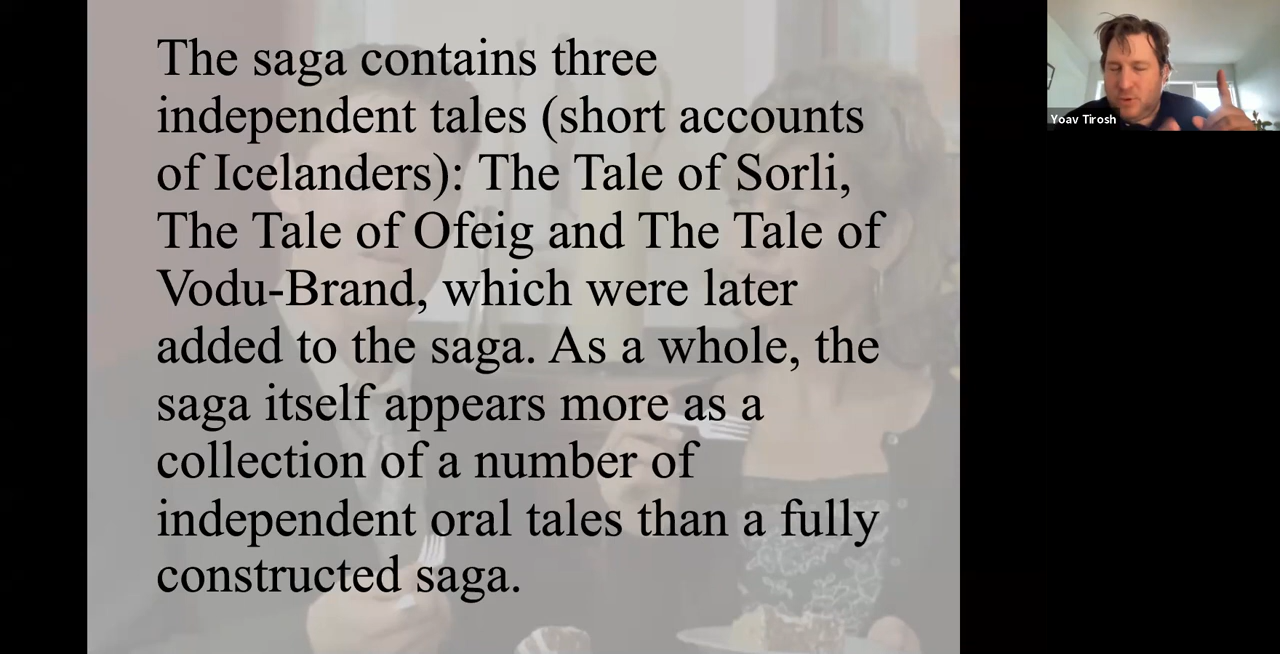 The saga contains three
independent tales (short accounts
of Icelanders): The Tale of Sorli,
The Tale of Ofeig and The Tale of
Vodu-Brand, which were later
added to the saga. As a whole, the
saga itself appears more as a
collection of a number of
independent oral tales than a fully
constructed saga.
Yoav Tirosh